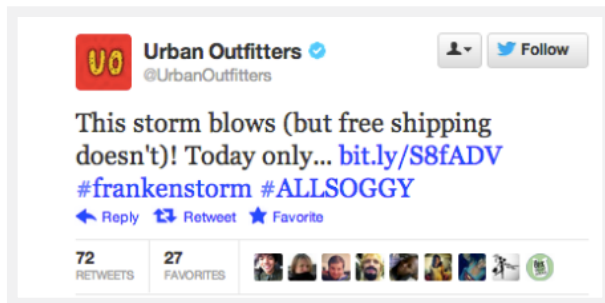 UO
Urban Outfitters
@UrbanOutfitters
Follow
This storm blows (but free shipping
doesn't)! Today only... bit.ly/S8fADV
#frankenstorm #ALLSOGGY
Reply Retweet Favorite
72 27
RETWEETS FAVORITES